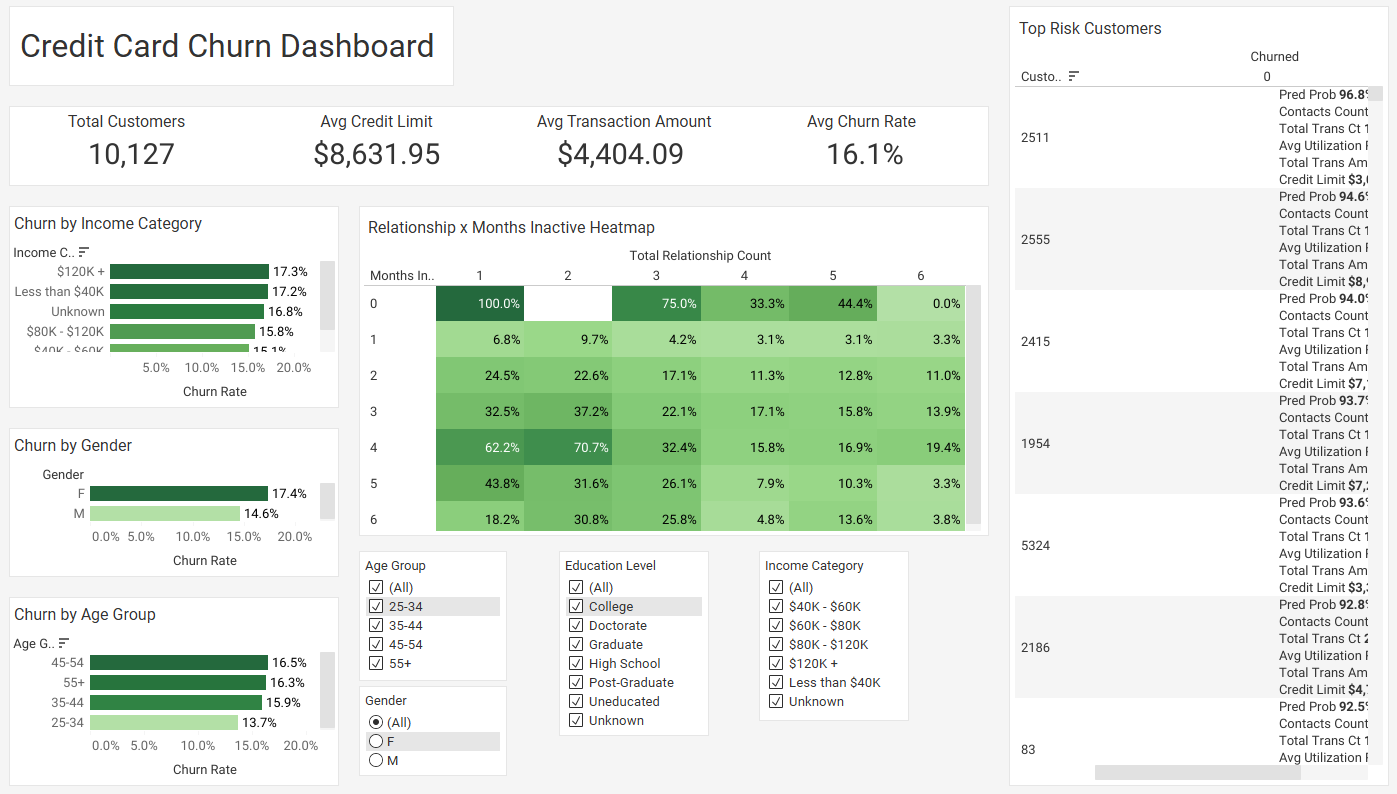 Credit Card Churn Dashboard
Total Customers
10,127
Avg Credit Limit
$8,631.95
Avg Transaction Amount
$4,404.09
Avg Churn Rate
16.1%
Churn by Income Category
Income C..
$120K + 17.3%
Less than $40K 17.2%
Unknown 16.8%
$80K - $120K 15.8%
$40K - $60K 15.1%
5.0% 10.0% 15.0% 20.0%
Churn Rate
Churn by Gender
Gender
F 17.4%
M 14.6%
0.0% 5.0% 10.0% 15.0% 20.0%
Churn Rate
Churn by Age Group
Age G..
45-54 16.5%
55+ 16.3%
35-44 15.9%
25-34 13.7%
0.0% 5.0% 10.0% 15.0% 20.0%
Churn Rate
Relationship x Months Inactive Heatmap
Total Relationship Count
Months In.. 1 2 3 4 5 6
0 100.0% 75.0% 33.3% 44.4% 0.0%
1 6.8% 9.7% 4.2% 3.1% 3.1% 3.3%
2 24.5% 22.6% 17.1% 11.3% 12.8% 11.0%
3 32.5% 37.2% 22.1% 17.1% 15.8% 13.9%
4 62.2% 70.7% 32.4% 15.8% 16.9% 19.4%
5 43.8% 31.6% 26.1% 7.9% 10.3% 3.3%
6 18.2% 30.8% 25.8% 4.8% 13.6% 3.8%
Age Group
(All)
25-34
35-44
45-54
55+
Gender
(All)
F
M
Education Level
(All)
College
Doctorate
Graduate
High School
Post-Graduate
Uneducated
Unknown
Income Category
(All)
$40K - $60K
$60K - $80K
$80K - $120K
$120K +
Less than $40K
Unknown
Top Risk Customers
Churned
Custo.. 0
2511
Pred Prob 96.8%
Contacts Count
Total Trans Ct 1
Avg Utilization
Total Trans Am
Credit Limit $3,
2555
Pred Prob 94.6%
Contacts Count
Total Trans Ct 1
Avg Utilization
Total Trans Am
Credit Limit $8,
2415
Pred Prob 94.0%
Contacts Count
Total Trans Ct 1
Avg Utilization
Total Trans Am
Credit Limit $7,
1954
Pred Prob 93.7%
Contacts Count
Total Trans Ct 1
Avg Utilization
Total Trans Am
Credit Limit $7,
5324
Pred Prob 93.6%
Contacts Count
Total Trans Ct 1
Avg Utilization
Total Trans Am
Credit Limit $3,
2186
Pred Prob 92.8%
Contacts Count
Total Trans Ct 2
Avg Utilization
Total Trans Am
Credit Limit $4,
83
Pred Prob 92.5%
Contacts Count
Total Trans Ct 1
Avg Utilization